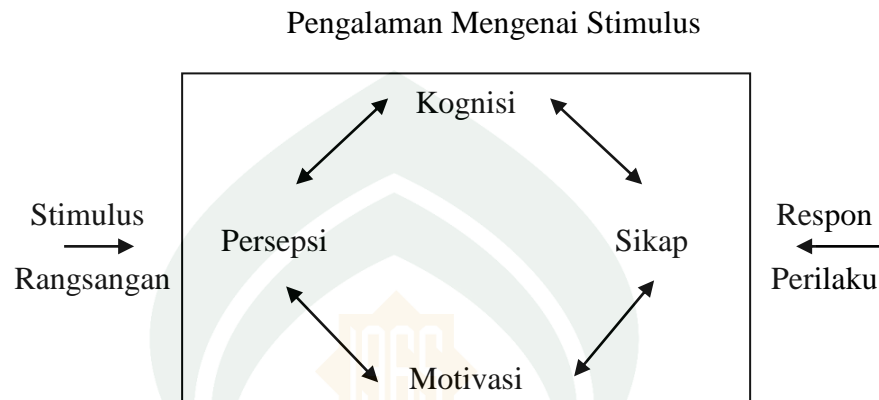 Pengalaman Mengenai Stimulus
Kognisi
Stimulus
Rangsangan
Persepsi
Sikap
Respon
Perilaku
Motivasi